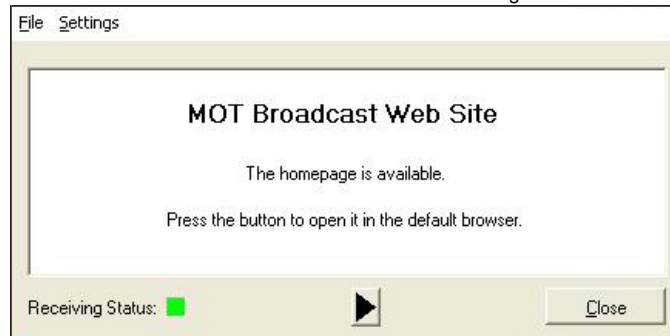 File Settings
MOT Broadcast Web Site
The homepage is available.
Press the button to open it in the default browser.
Receiving Status:
Close